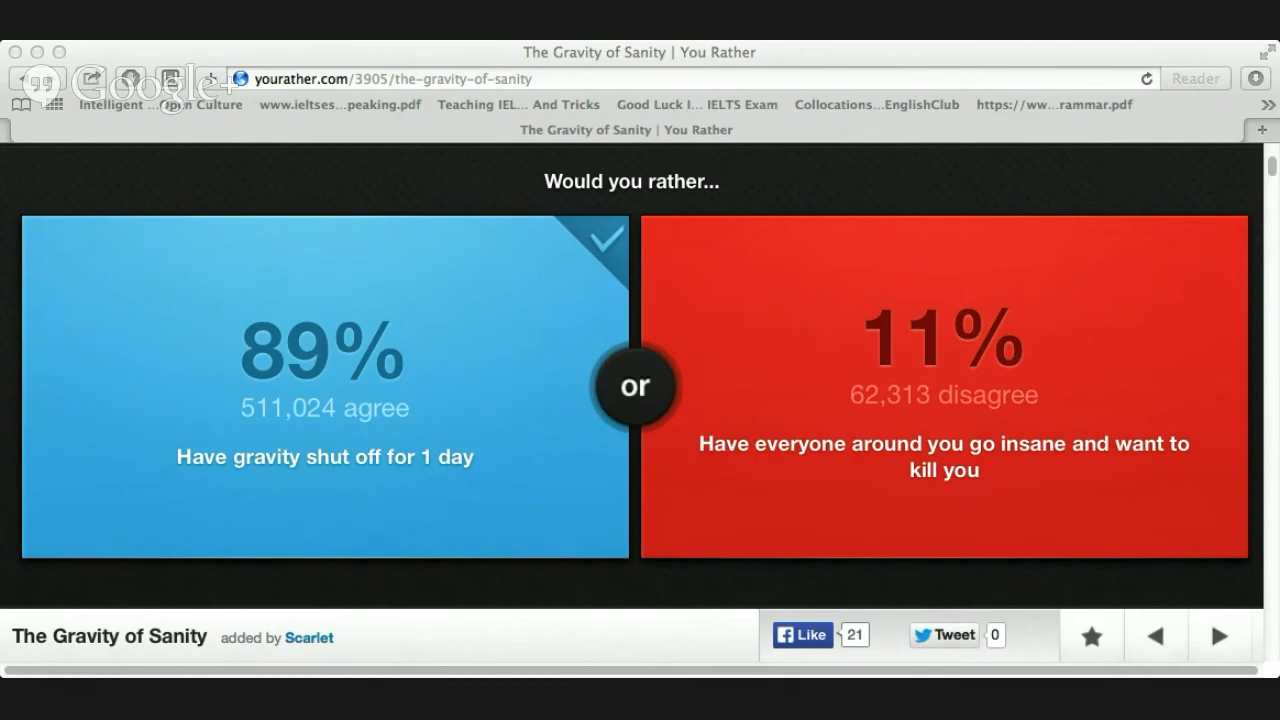 The Gravity of Sanity | You Rather
Google+
yourather.com/3905/the-gravity-of-sanity
Reader
Intelligent ...Open Culture www.ieltses...peaking.pdf Teaching IEL... And Tricks Good Luck I... IELTS Exam Collocations...EnglishClub https://ww...rammar.pdf
The Gravity of Sanity | You Rather
Would you rather...
89%
511,024 agree
Have gravity shut off for 1 day
or
11%
62,313 disagree
Have everyone around you go insane and want to
kill you
The Gravity of Sanity added by Scarlet
Like 21 Tweet 0